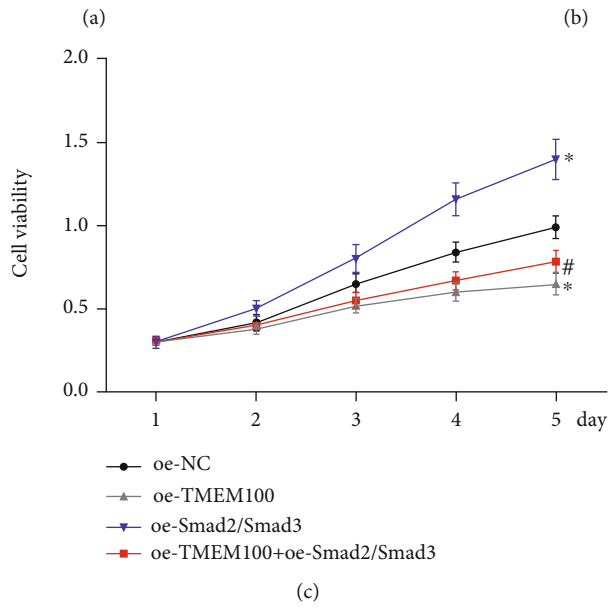 (a)
(b)
2.0
1.5
1.0
0.5
0.0
Cell viability
*
#
*
1 2 3 4 5 day
oe-NC
oe-TMEM100
oe-Smad2/Smad3
oe-TMEM100+oe-Smad2/Smad3
(c)